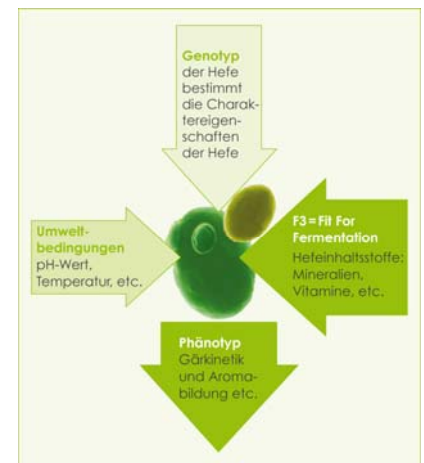 Genotyp
der Hefe
bestimmt
die Charak-
tereigen-
schaften
der Hefe
Umwelt-
bedingungen
pH-Wert,
Temperatur, etc.
F3=Fit For
Fermentation
Hefeinhaltsstoffe:
Mineralien,
Vitamine, etc.
Phänotyp
Gärkinetik
und Aroma-
bildung etc.